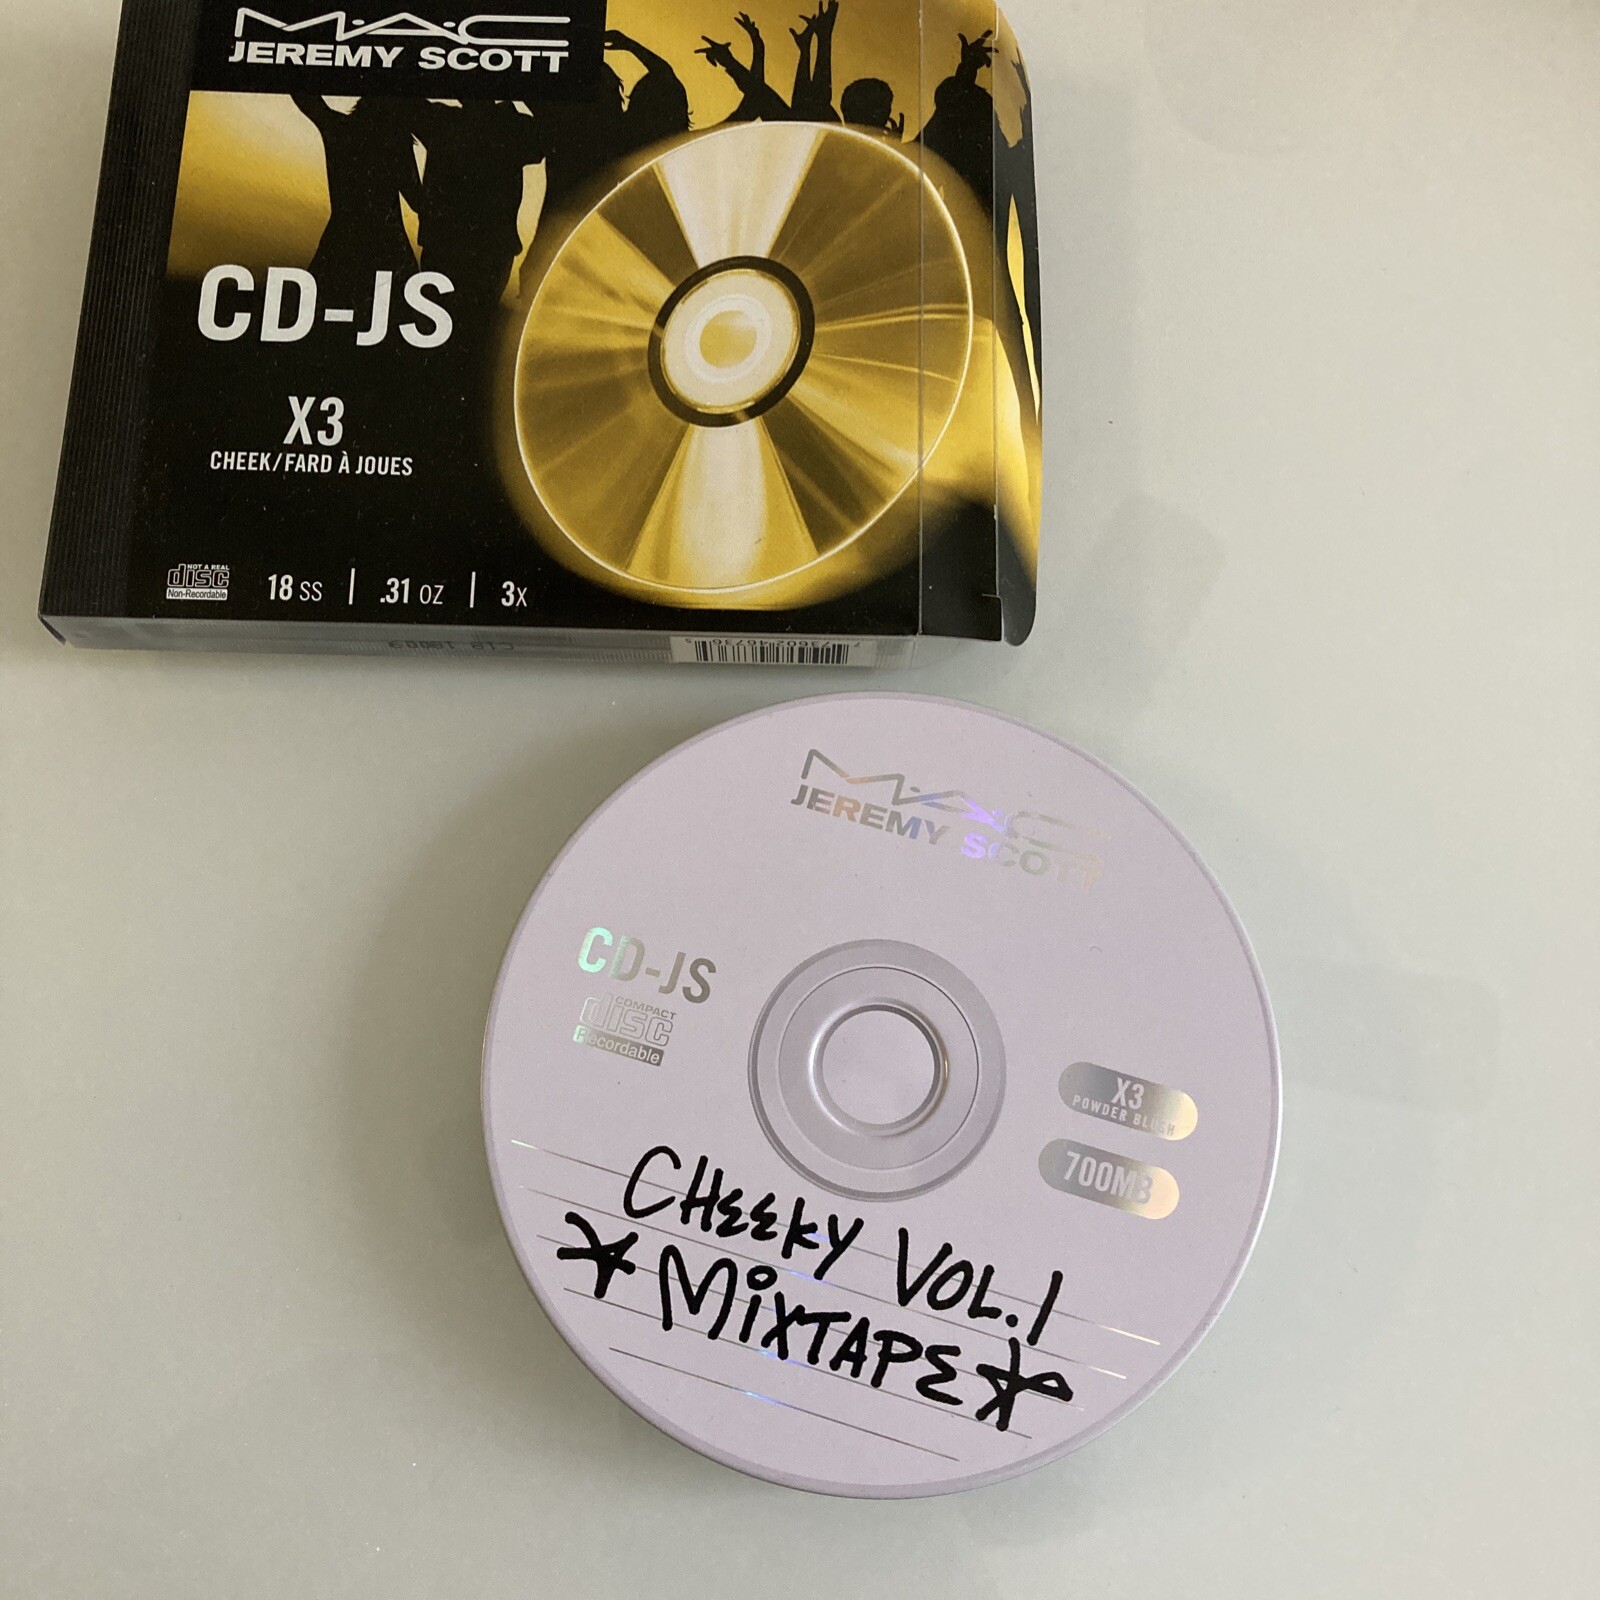 M·A·C
JEREMY SCOTT
CD-JS
X3
CHEEK/FARD À JOUES
NOT A REAL
disc
Non-Recordable
18 SS | .31 OZ | 3X
M·A·C
JEREMY SCOTT
CD-JS
COMPACT
disc
Recordable
X3
POWDER BLUSH
700MB
CHEEKY VOL.1
*MiXTAPE*